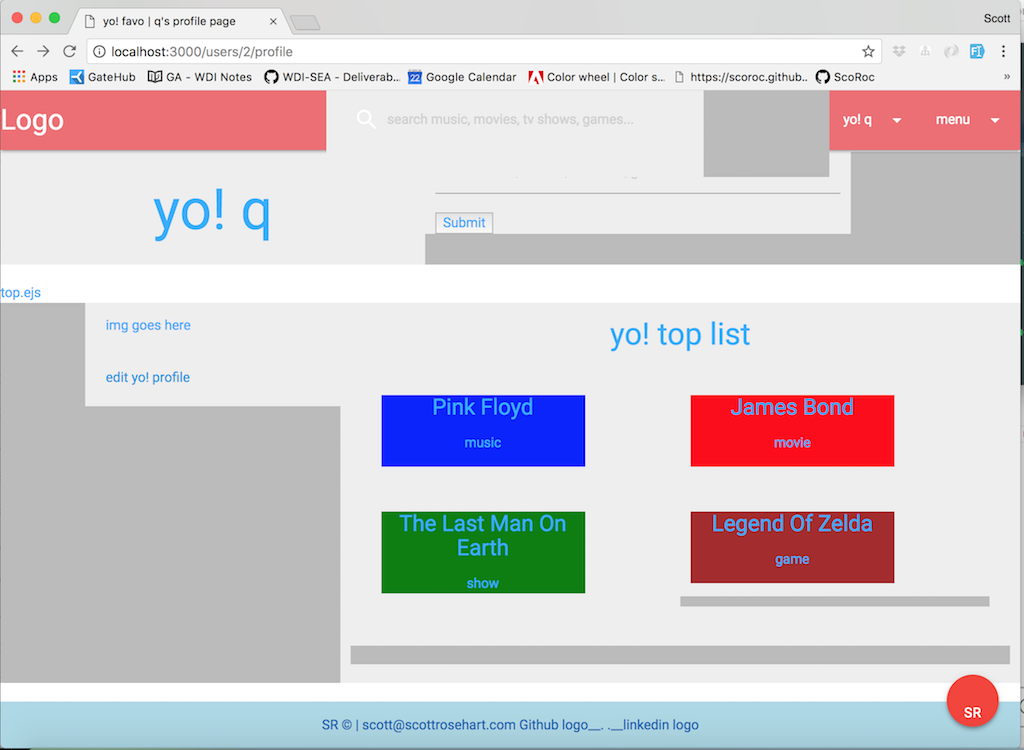 yo! favo | q's profile page
Scott
localhost:3000/users/2/profile
Apps GateHub GA - WDI Notes WDI-SEA - Deliverab... 22 Google Calendar Color wheel | Color s... https://scoroc.github.. ScoRoc »
Logo
search music, movies, tv shows, games...
yo! q
menu
yo! q
Submit
top.ejs
img goes here
edit yo! profile
yo! top list
Pink Floyd
music
James Bond
movie
The Last Man On
Earth
show
Legend Of Zelda
game
SR
SR © | scott@scottrosehart.com Github logo__. .__linkedin logo